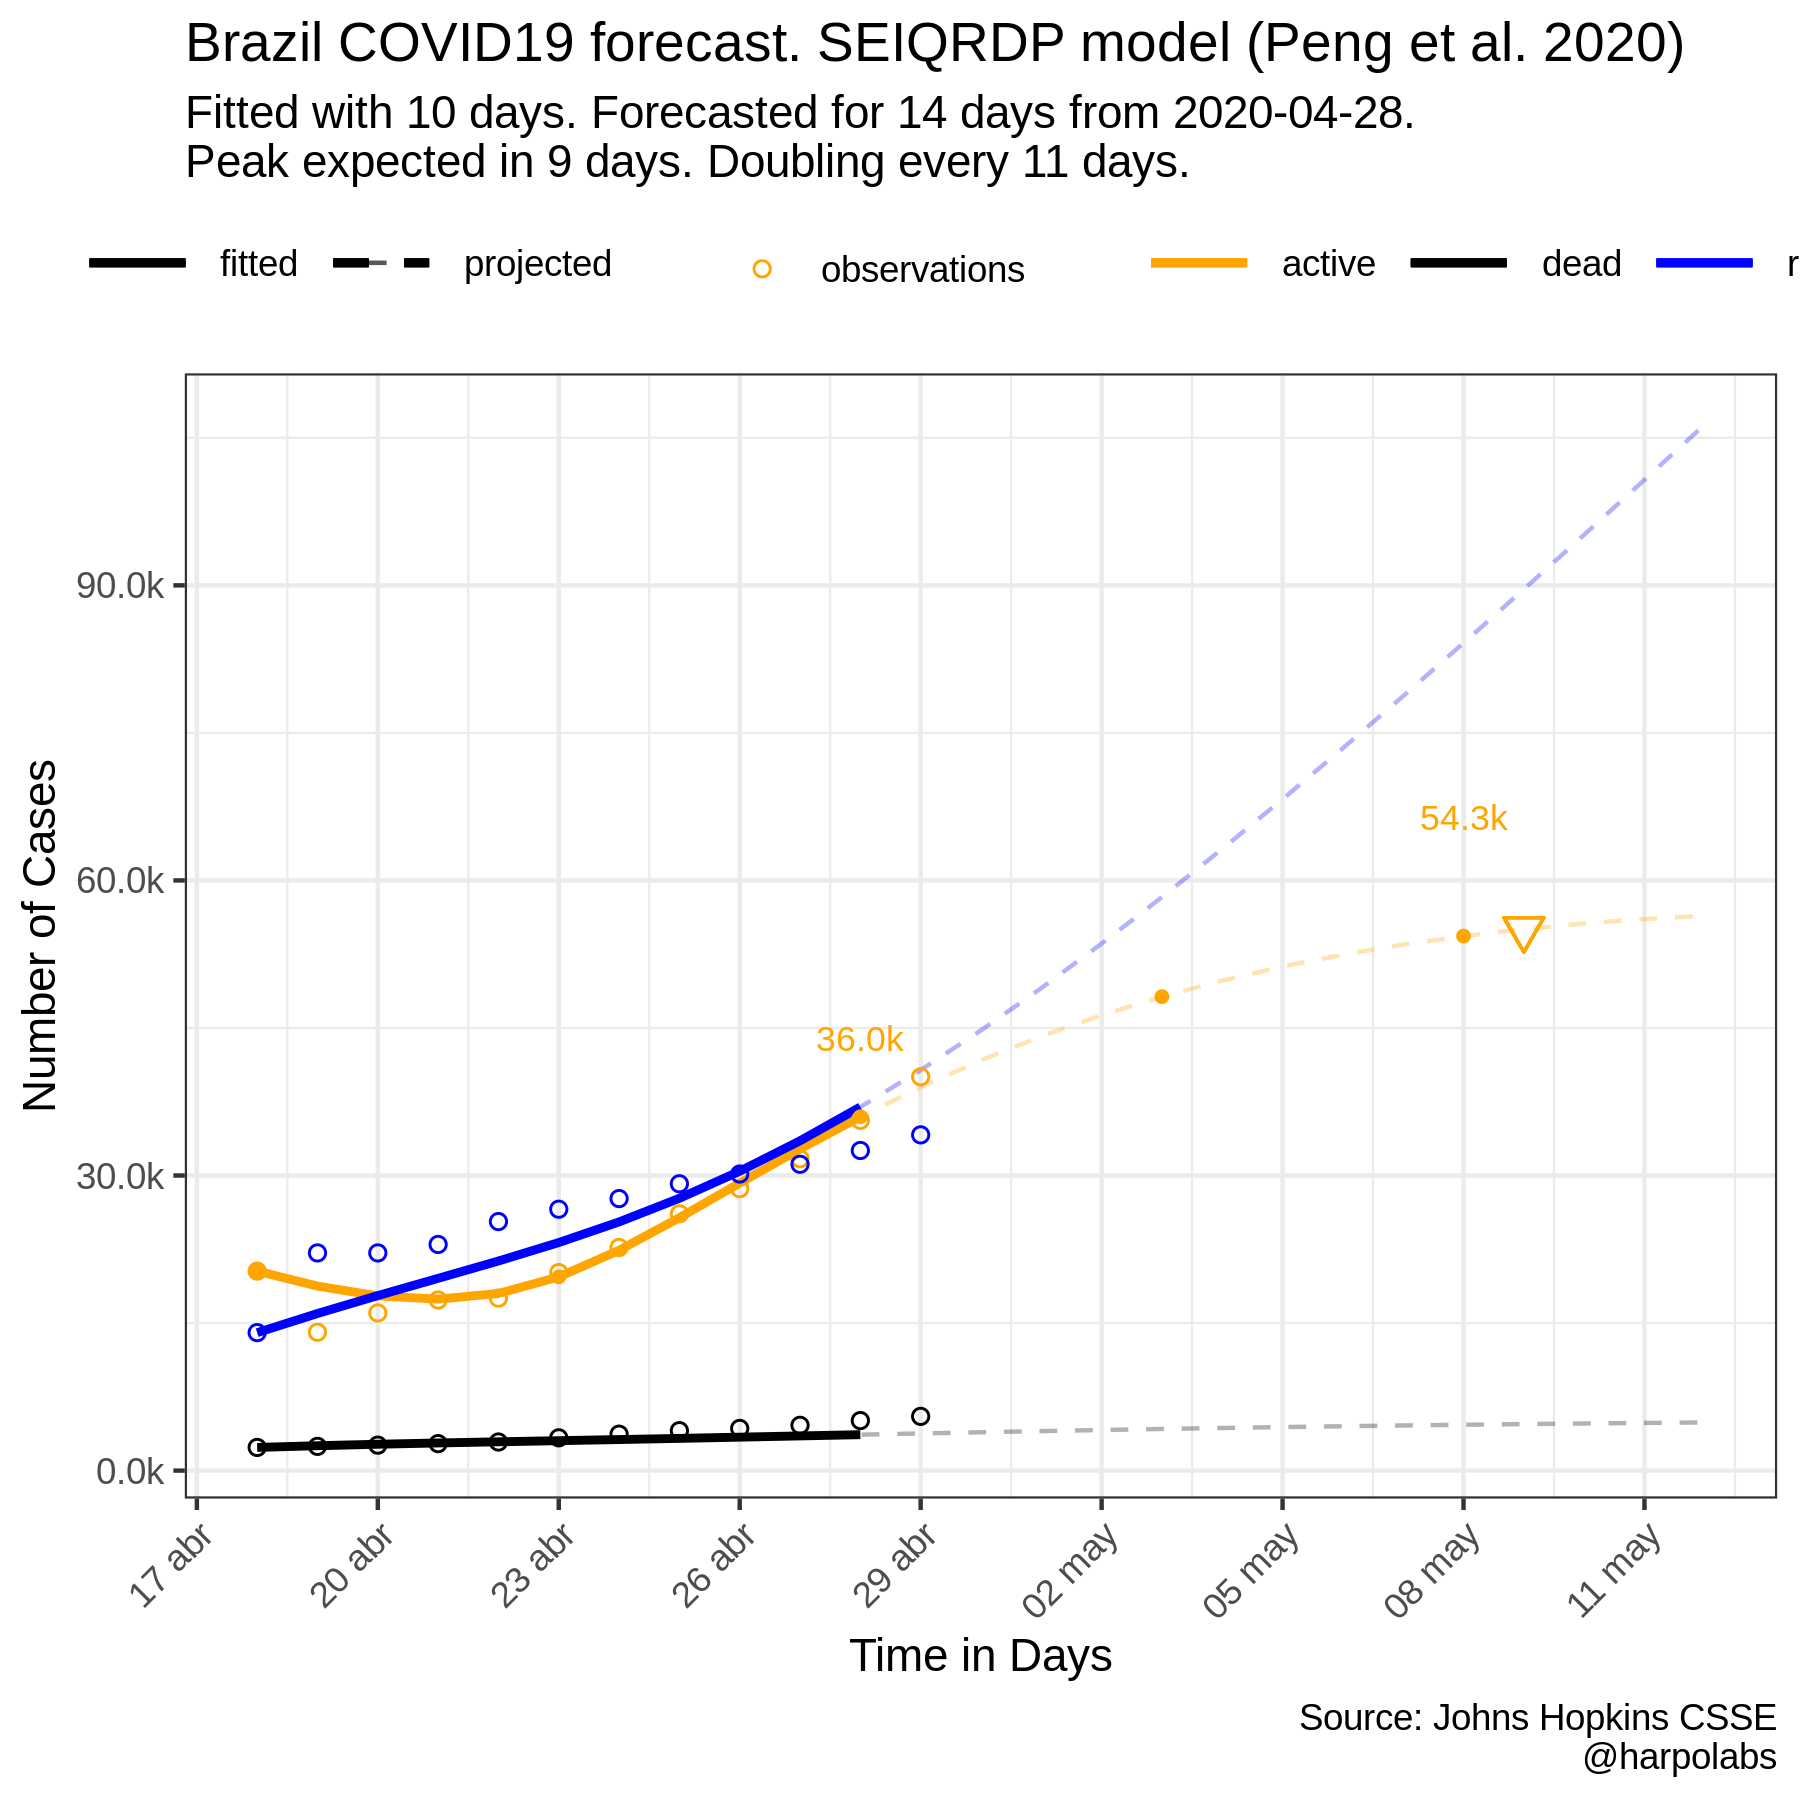 Brazil COVID19 forecast. SEIQRDP model (Peng et al. 2020)
Fitted with 10 days. Forecasted for 14 days from 2020-04-28.
Peak expected in 9 days. Doubling every 11 days.
fitted projected observations active dead r
90.0k
60.0k
30.0k
0.0k
Number of Cases
54.3k
36.0k
17 abr 20 abr 23 abr 26 abr 29 abr 02 may 05 may 08 may 11 may
Time in Days
Source: Johns Hopkins CSSE
@harpolabs